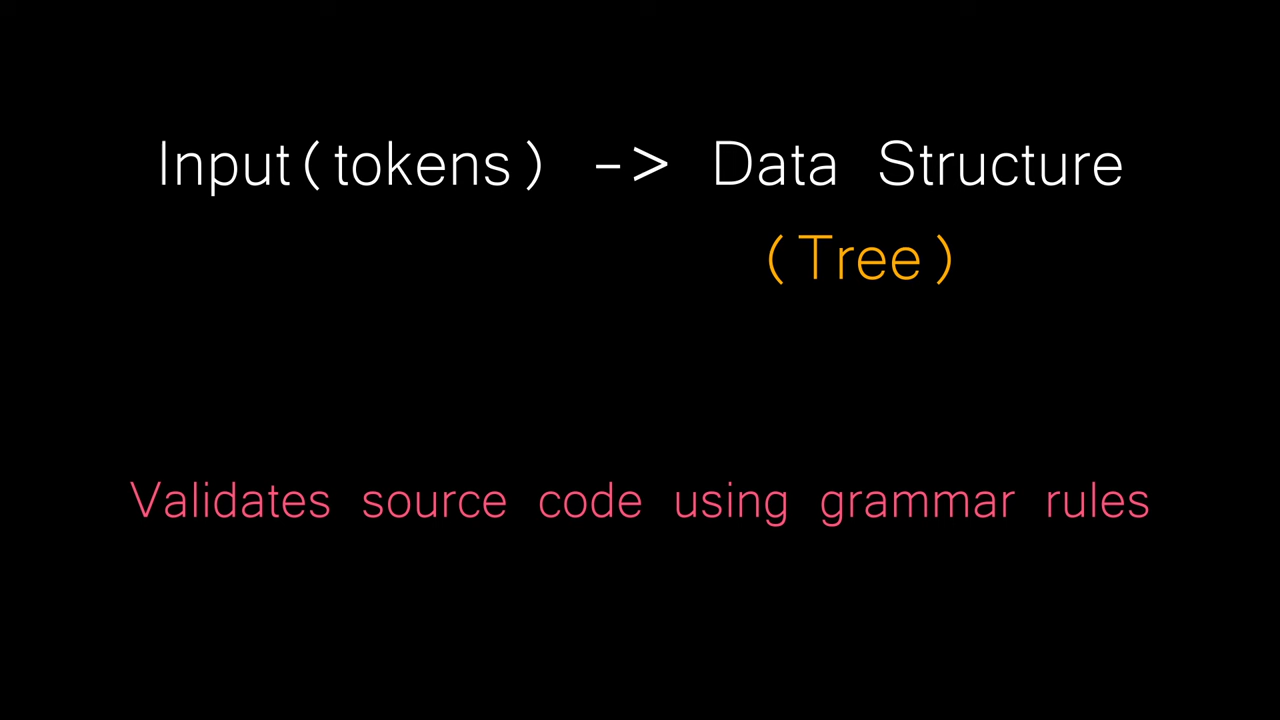 Input(tokens) -> Data Structure
(Tree)
Validates source code using grammar rules